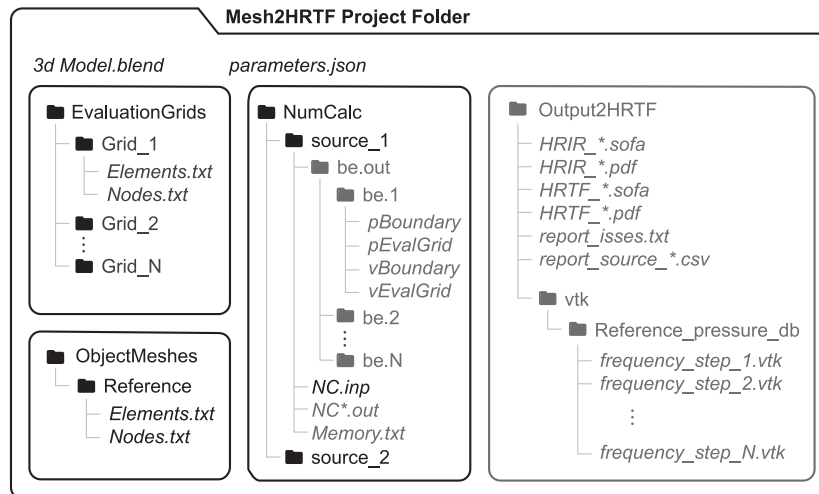 Mesh2HRTF Project Folder
3d Model.blend
parameters.json
EvaluationGrids
Grid_1
Elements.txt
Nodes.txt
Grid_2
Grid_N
ObjectMeshes
Reference
Elements.txt
Nodes.txt
NumCalc
source_1
be.out
be.1
pBoundary
pEvalGrid
vBoundary
vEvalGrid
be.2
be.N
NC.inp
NC*.out
Memory.txt
source_2
Output2HRTF
HRIR_*.sofa
HRIR_*.pdf
HRTF_*.sofa
HRTF_*.pdf
report_isses.txt
report_source_*.csv
vtk
Reference_pressure_db
frequency_step_1.vtk
frequency_step_2.vtk
frequency_step_N.vtk